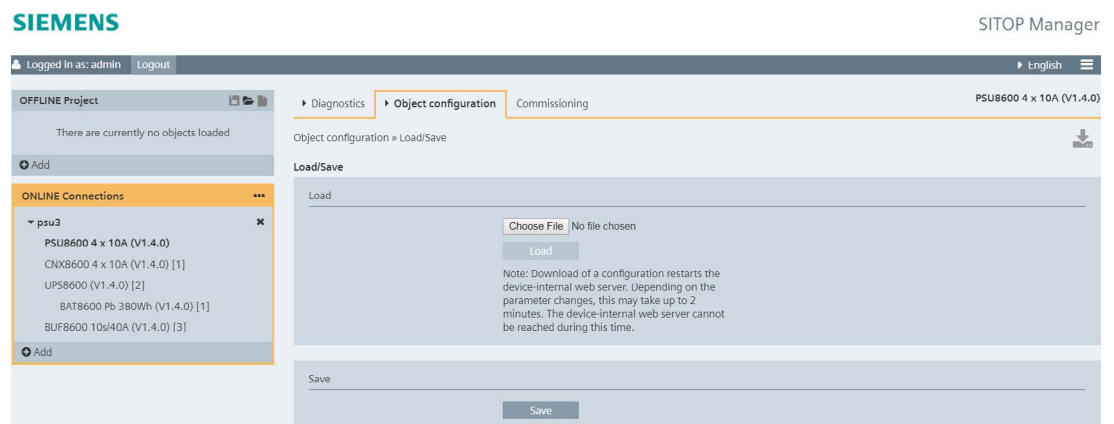 SIEMENS
SITOP Manager
Logged in as: admin Logout
English
OFFLINE Project
There are currently no objects loaded
Add
ONLINE Connections
psu3
PSU8600 4 x 10A (V1.4.0)
CNX8600 4 x 10A (V1.4.0) [1]
UPS8600 (V1.4.0) [2]
BAT8600 Pb 380Wh (V1.4.0) [1]
BUF8600 10s/40A (V1.4.0) [3]
Add
Diagnostics Object configuration Commissioning
PSU8600 4 x 10A (V1.4.0)
Object configuration » Load/Save
Load/Save
Load
Choose File No file chosen
Load
Note: Download of a configuration restarts the
device-internal web server. Depending on the
parameter changes, this may take up to 2
minutes. The device-internal web server cannot
be reached during this time.
Save
Save